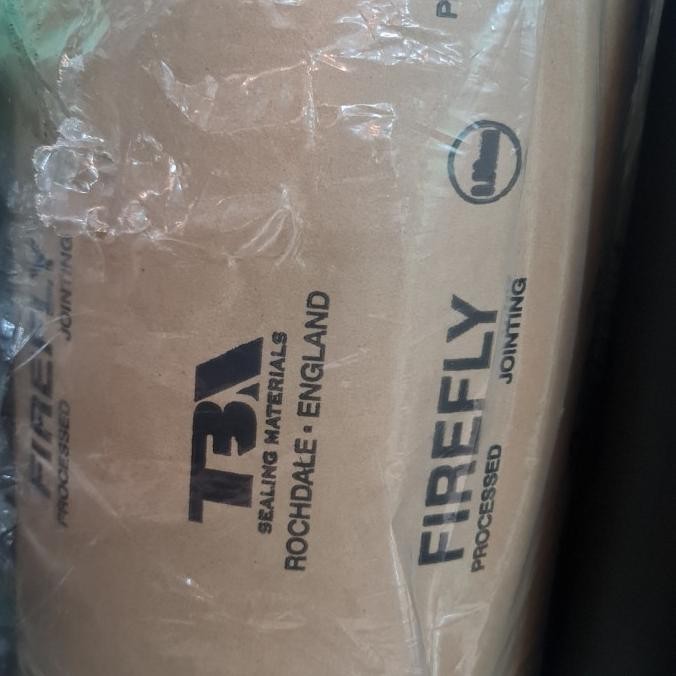 FIREFLY
PROCESSED JOINTING
TBA
SEALING MATERIALS
ROCHDALE • ENGLAND
FIREFLY
PROCESSED JOINTING
P